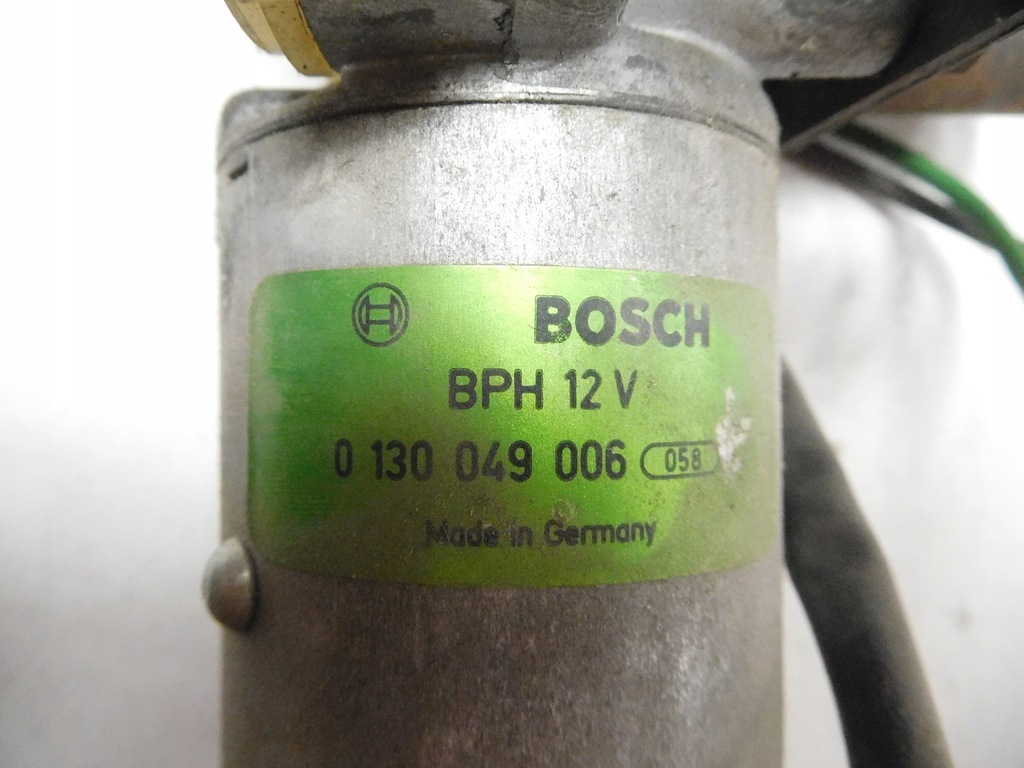 BOSCH
BPH 12 V
0 130 049 006 058
Made in Germany